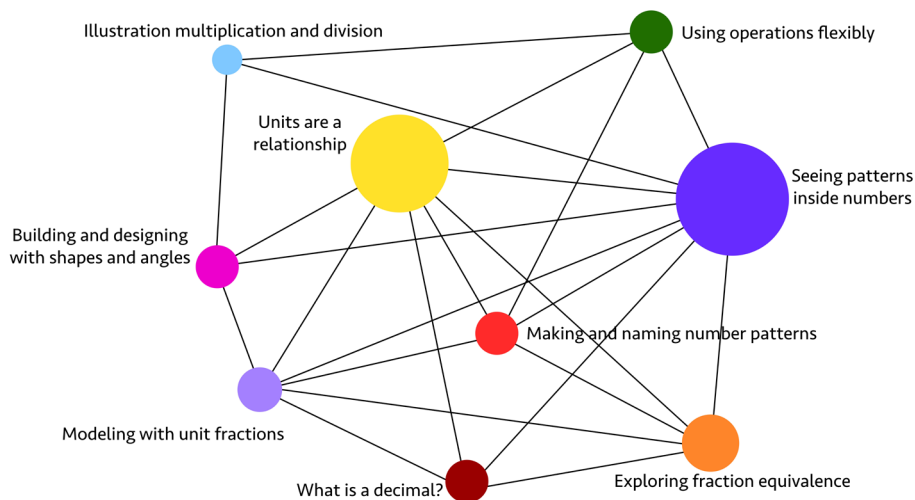 Illustration multiplication and division
Using operations flexibly
Units are a
relationship
Seeing patterns
inside numbers
Building and designing
with shapes and angles
Making and naming number patterns
Modeling with unit fractions
What is a decimal?
Exploring fraction equivalence